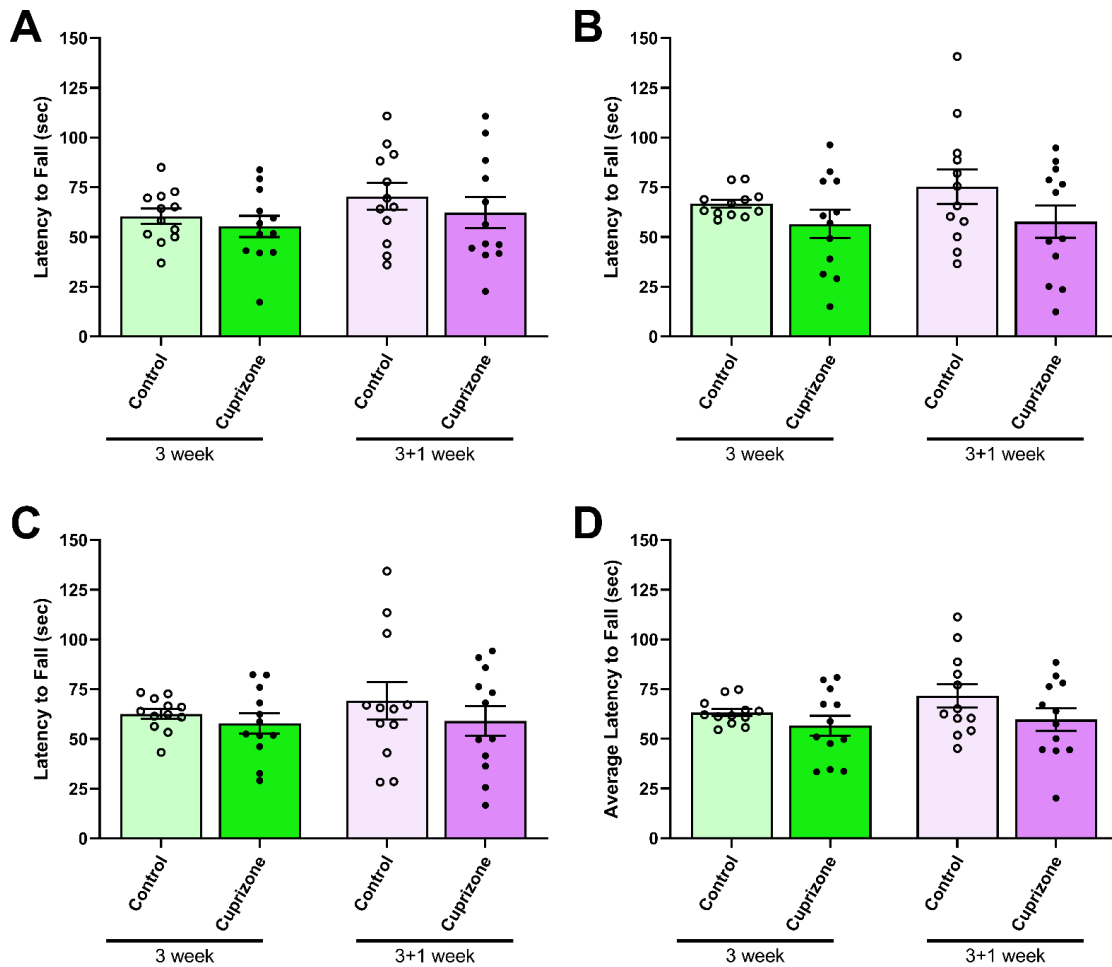 A
Latency to Fall (sec)
150
125
100
75
50
25
0
Control
Cuprizone
Control
Cuprizone
3 week
3+1 week
B
Latency to Fall (sec)
150
125
100
75
50
25
0
Control
Cuprizone
Control
Cuprizone
3 week
3+1 week
C
Latency to Fall (sec)
150
125
100
75
50
25
0
Control
Cuprizone
Control
Cuprizone
3 week
3+1 week
D
Average Latency to Fall (sec)
150
125
100
75
50
25
0
Control
Cuprizone
Control
Cuprizone
3 week
3+1 week